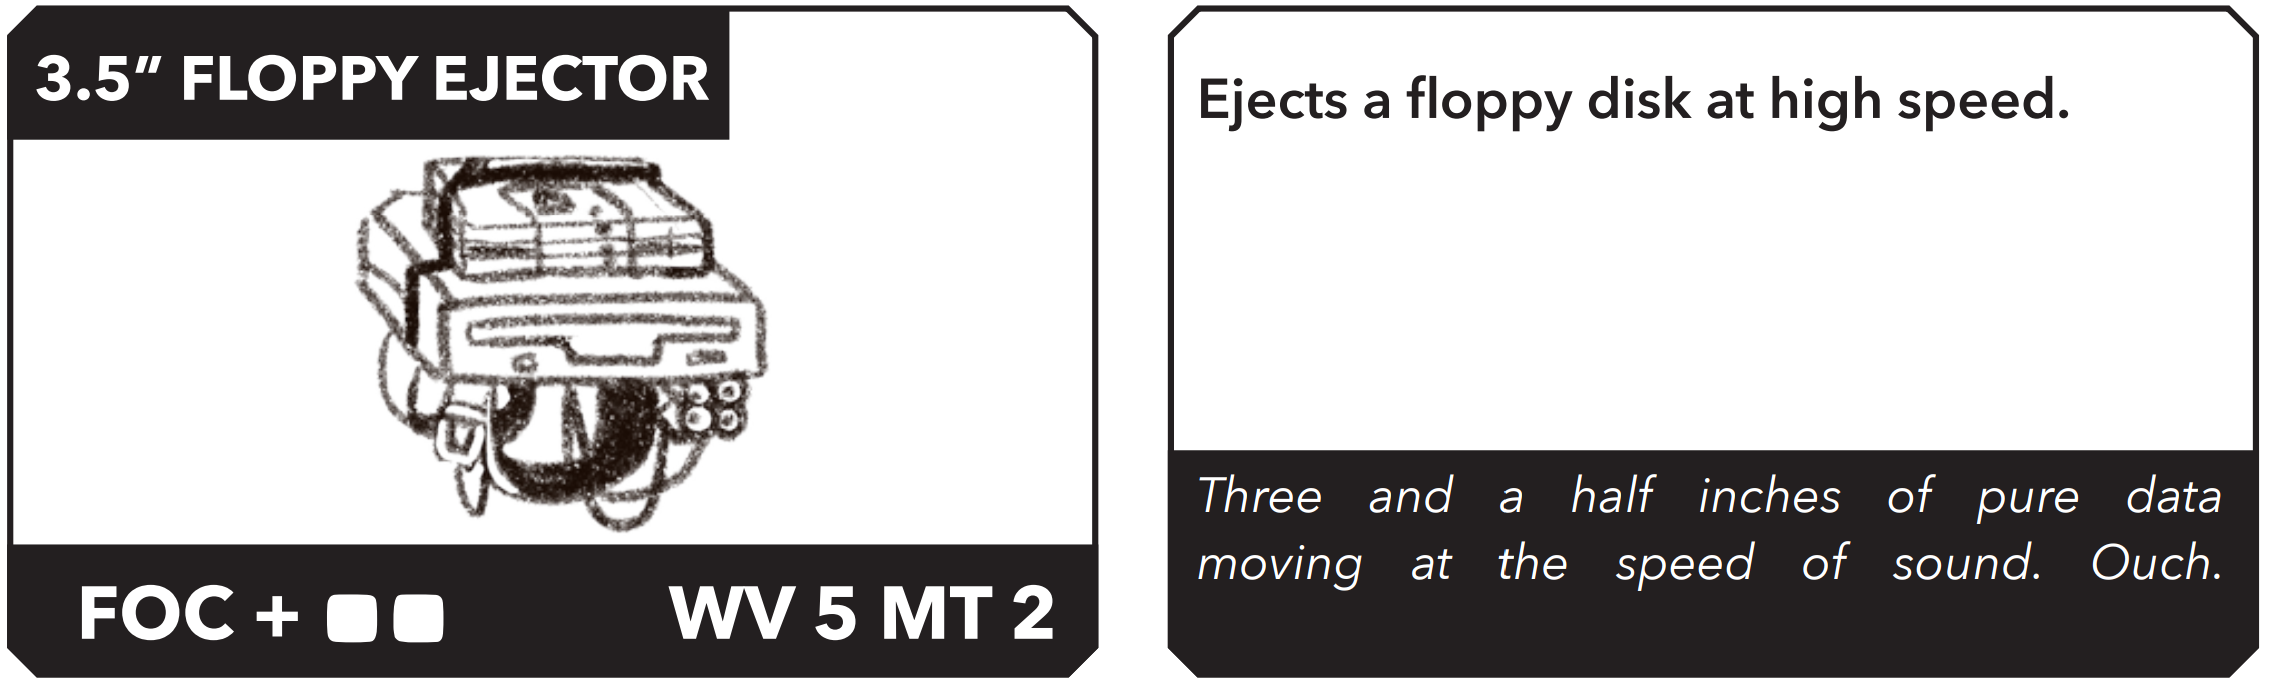 3.5” FLOPPY EJECTOR
FOC + WV 5 MT 2
Ejects a floppy disk at high speed.
Three and a half inches of pure data
moving at the speed of sound. Ouch.